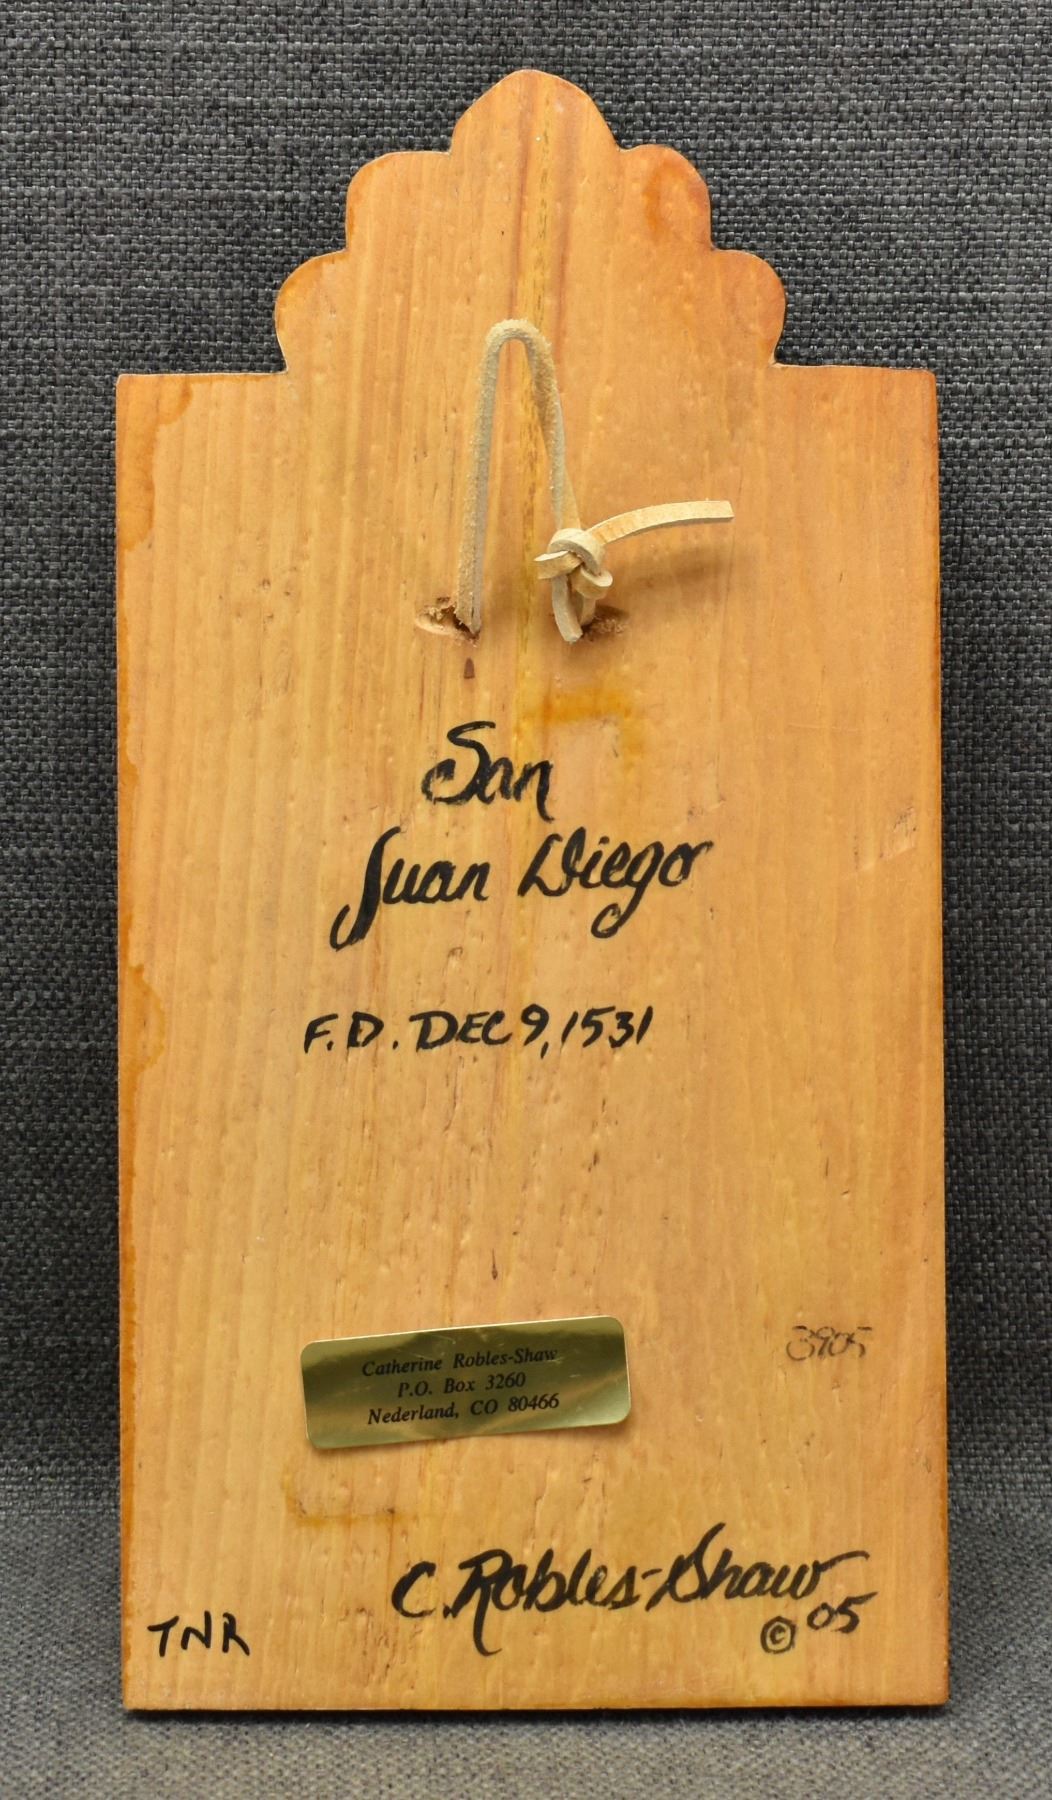 San
Juan Diego
F.D. DEC 9, 1531
3905
Catherine Robles-Shaw
P.O. Box 3260
Nederland, CO 80466
C. Robles-Shaw
© 05
TNR